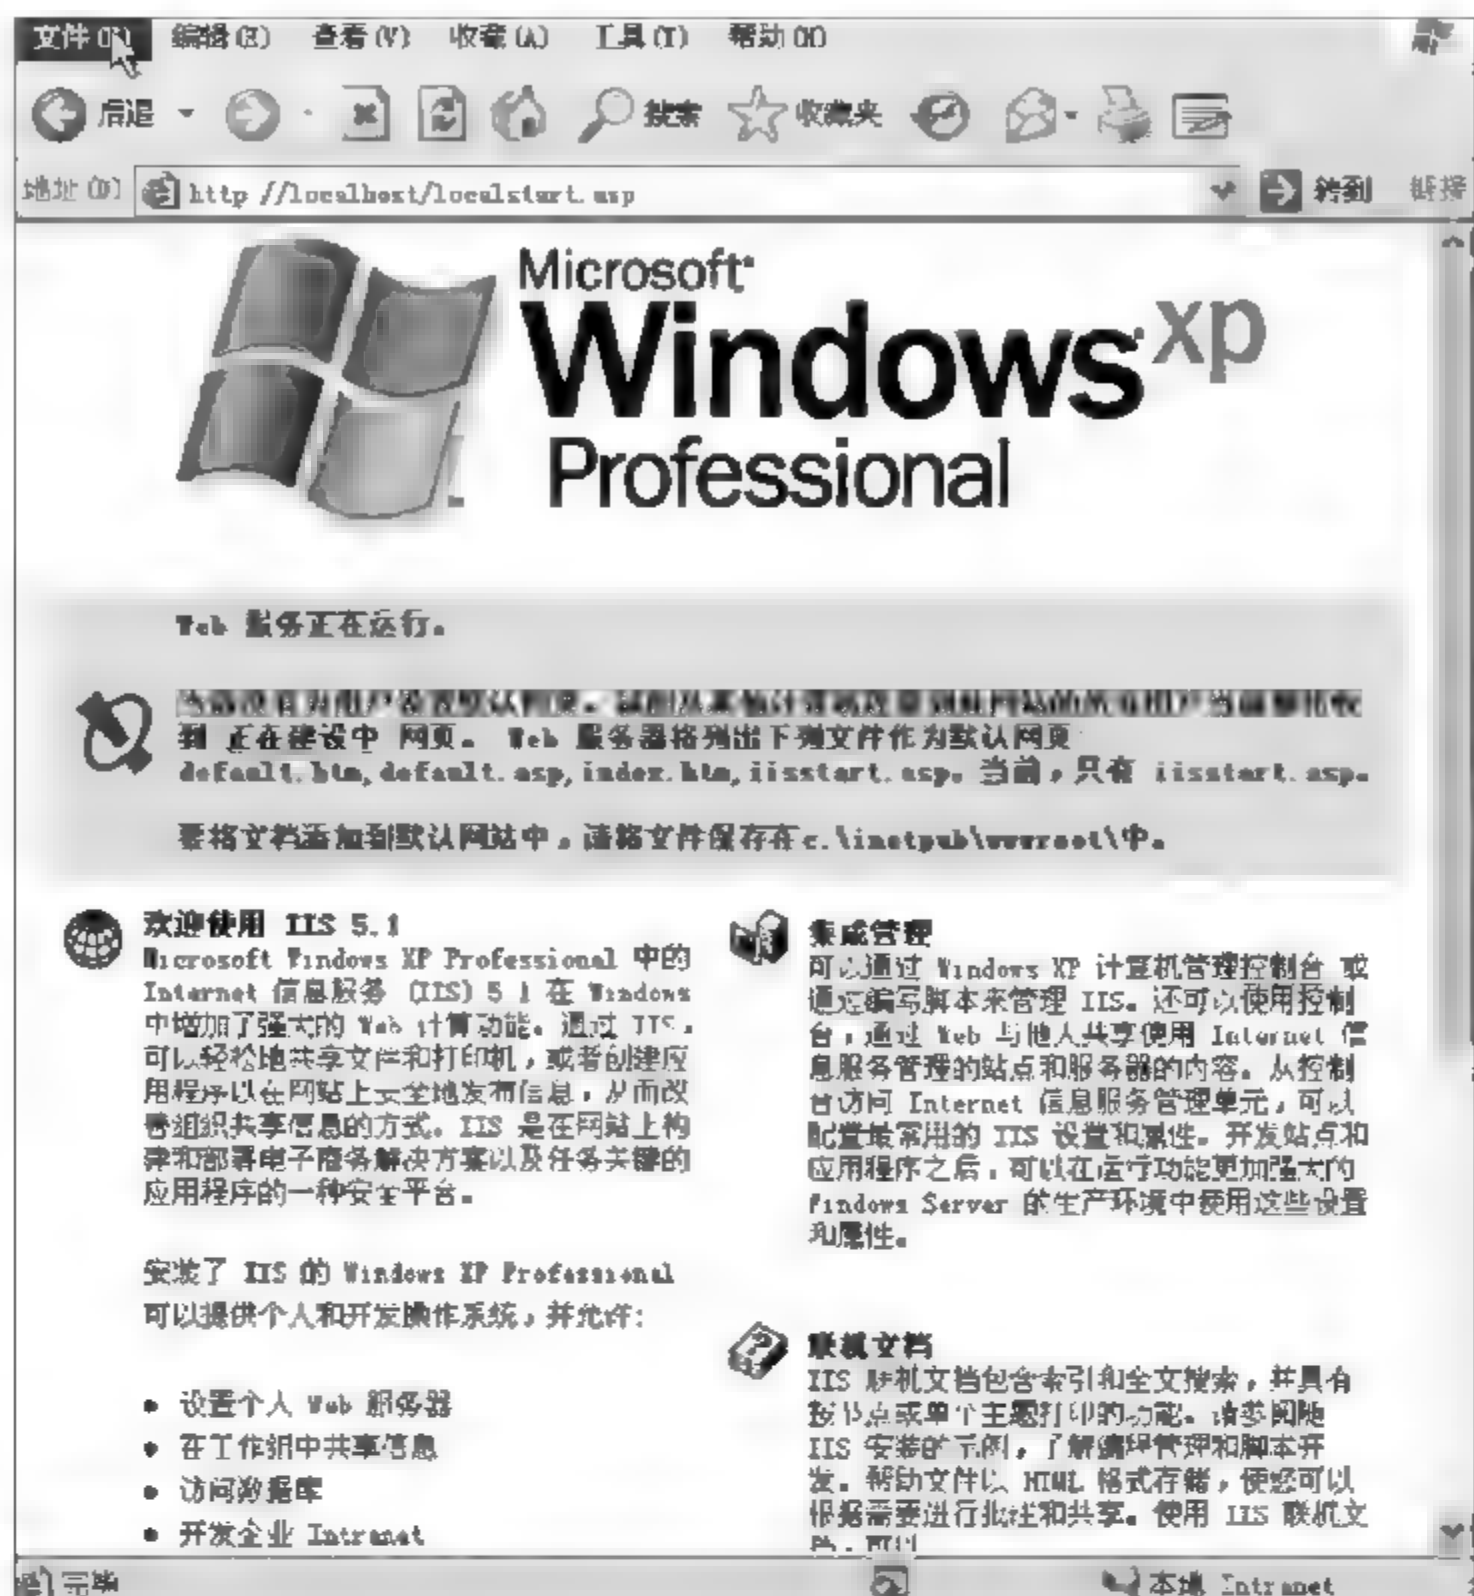 文件(F) 编辑(E) 查看(V) 收藏(A) 工具(T) 帮助(H)
后退 搜索 收藏夹
地址(D) http://localhost/localstart.asp 转到 链接
Microsoft
Windows xp
Professional
Web 服务正在运行。
到 正在建设中 网页。 Web 服务器将列出下列文件作为默认网页
default.htm,default.asp,index.htm,iisstart.asp。当前，只有 iisstart.asp。
要将文档添加到默认网站中，请将文件保存在c:\inetpub\wwwroot\中。
欢迎使用 IIS 5.1
Microsoft Windows XP Professional 中的
Internet 信息服务 (IIS) 5.1 在 Windows
中增加了强大的 Web 计算功能。通过 IIS，
可以轻松地共享文件和打印机，或者创建应
用程序以在网站上安全地发布信息，从而改
善组织共享信息的方式。IIS 是在网站上构
建和部署电子商务解决方案以及任务关键的
应用程序的一种安全平台。
安装了 IIS 的 Windows XP Professional
可以提供个人和开发操作系统，并允许:
设置个人 Web 服务器
在工作组中共享信息
访问数据库
开发企业 Intranet
集成管理
可以通过 Windows XP 计算机管理控制台 或
通过编写脚本来管理 IIS。还可以使用控制
台，通过 Web 与他人共享使用 Internet 信
息服务管理的站点和服务器的内容。从控制
台访问 Internet 信息服务管理单元，可以
配置最常用的 IIS 设置和属性。开发站点和
应用程序之后，可以在运行功能更加强大的
Windows Server 的生产环境中使用这些设置
和属性。
联机文档
IIS 联机文档包含索引和全文搜索，并具有
按节点或单个主题打印的功能。请参阅随
IIS 安装的示例，了解编程管理和脚本开
发。帮助文件以 HTML 格式存储，使您可以
根据需要进行批注和共享。使用 IIS 联机文
完毕 本地 Intranet